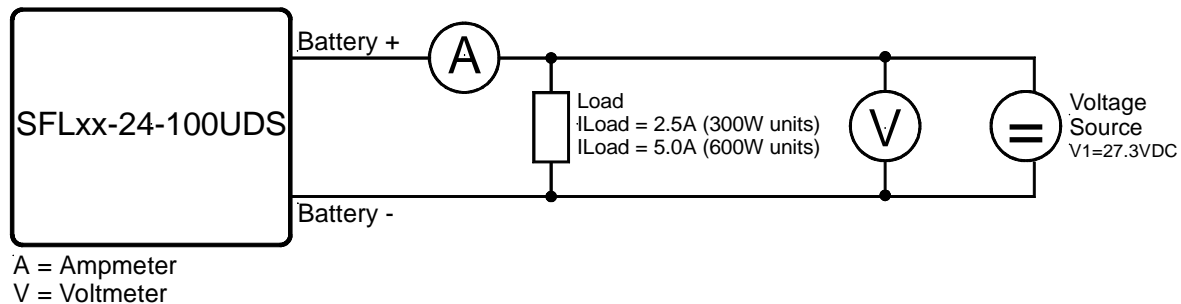 Battery +
A
SFLxx-24-100UDS
Load
ILoad = 2.5A (300W units)
ILoad = 5.0A (600W units)
V
=
Voltage
Source
V1=27.3VDC
Battery -
A = Ampmeter
V = Voltmeter